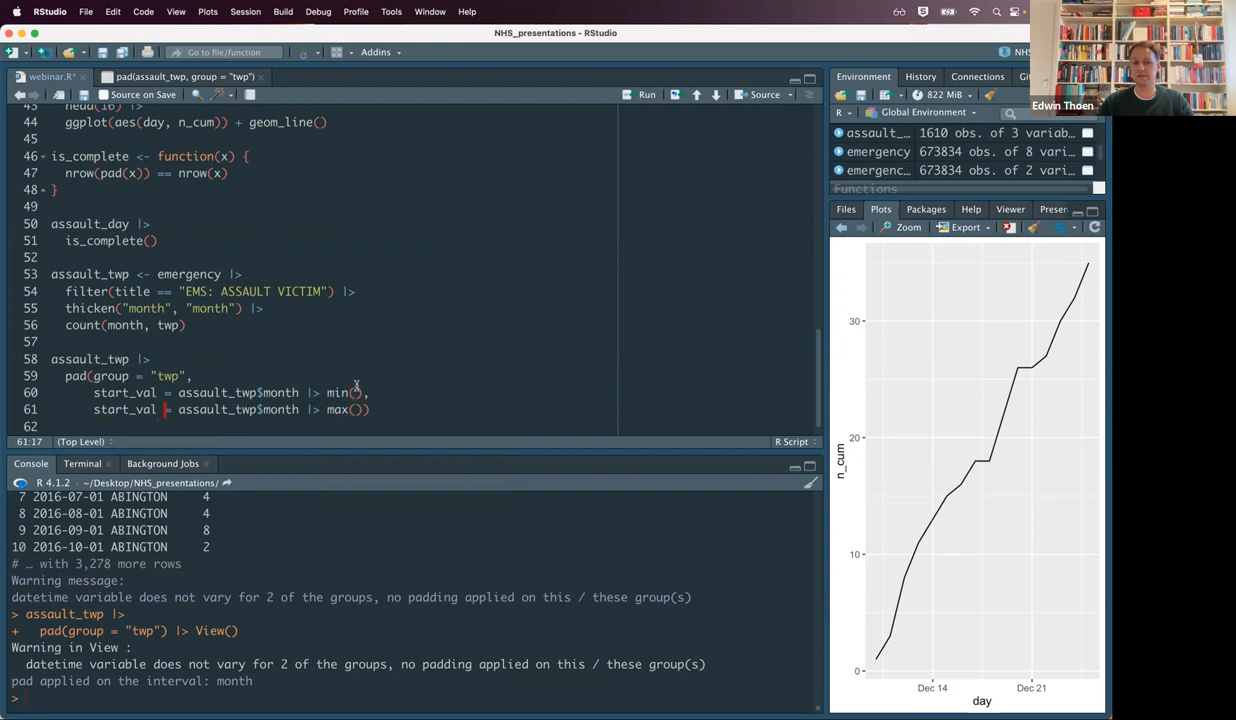 RStudio File Edit Code View Plots Session Build Debug Profile Tools Window Help
NHS_presentations - RStudio
Go to file/function Addins NHS
webinar.R* pad(assault_twp, group = "twp")
Source on Save Run Source
43 head(16) |>
44 ggplot(aes(day, n_cum)) + geom_line()
45
46 is_complete <- function(x) {
47 nrow(pad(x)) == nrow(x)
48 }
49
50 assault_day |>
51 is_complete()
52
53 assault_twp <- emergency |>
54 filter(title == "EMS: ASSAULT VICTIM") |>
55 thicken("month", "month") |>
56 count(month, twp)
57
58 assault_twp |>
59 pad(group = "twp",
60 start_val = assault_twp$month |> min(),
61 start_val = assault_twp$month |> max())
62
61:17 (Top Level) R Script
Console Terminal Background Jobs
R 4.1.2 · ~/Desktop/NHS_presentations/
7 2016-07-01 ABINGTON 4
8 2016-08-01 ABINGTON 4
9 2016-09-01 ABINGTON 8
10 2016-10-01 ABINGTON 2
# … with 3,278 more rows
Warning message:
datetime variable does not vary for 2 of the groups, no padding applied on this / these group(s)
> assault_twp |>
+ pad(group = "twp") |> View()
Warning in View :
datetime variable does not vary for 2 of the groups, no padding applied on this / these group(s)
pad applied on the interval: month
>
Edwin Thoen
Environment History Connections Git
822 MiB
R Global Environment
assault_… 1610 obs. of 3 variab…
emergency 673834 obs. of 8 vari…
emergenc… 673834 obs. of 2 vari…
Functions
Files Plots Packages Help Viewer Presen
Zoom Export
30
20
10
0
n_cum
Dec 14 Dec 21
day